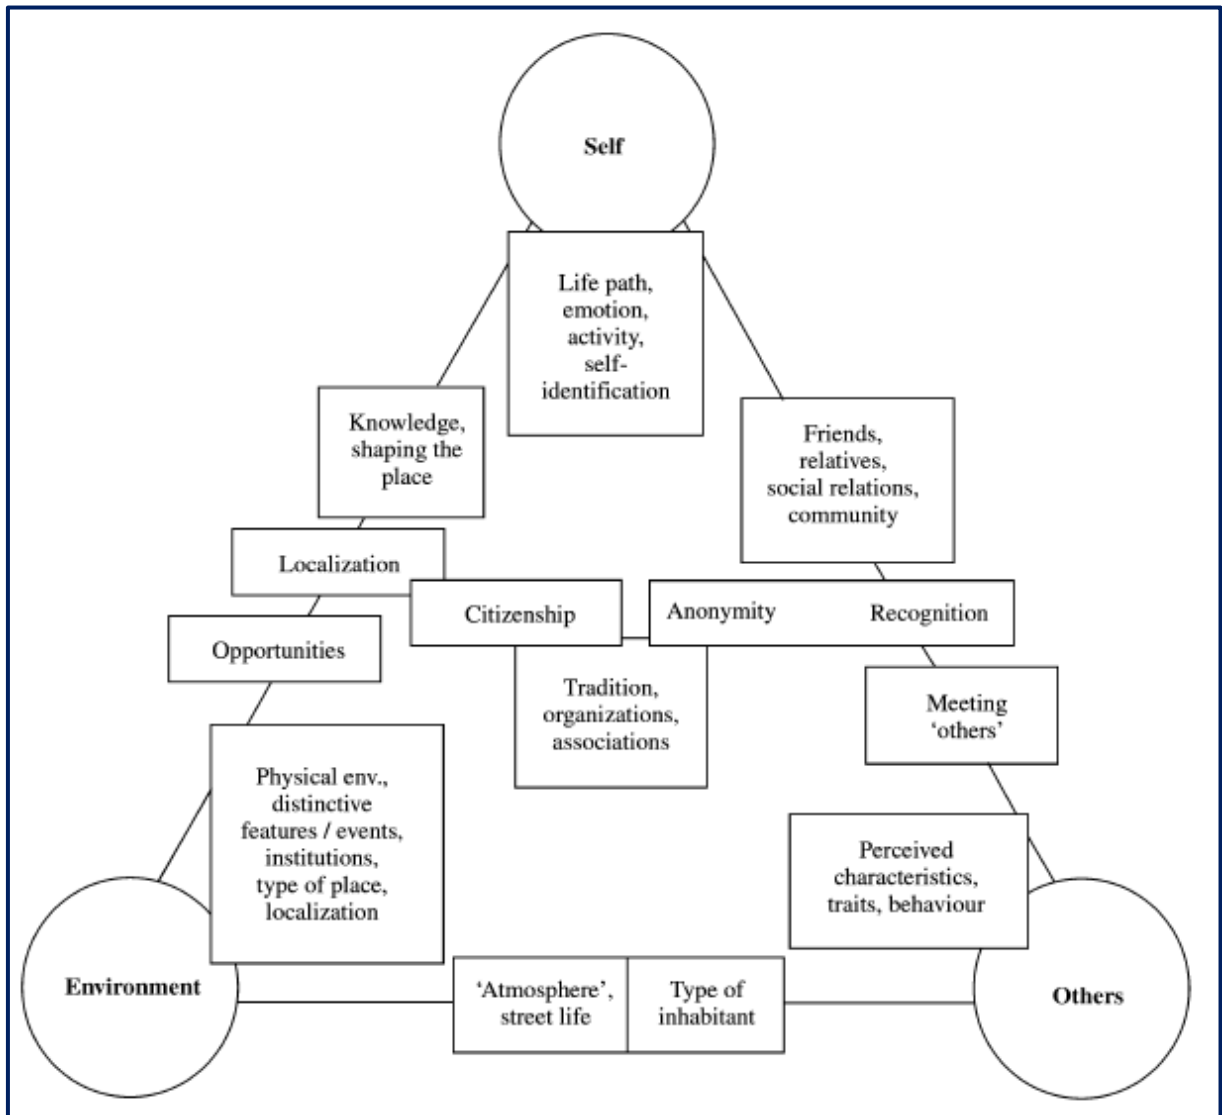 Self
Life path,
emotion,
activity,
self-
identification
Knowledge,
shaping the
place
Friends,
relatives,
social relations,
community
Localization
Citizenship
Anonymity
Recognition
Opportunities
Tradition,
organizations,
associations
Meeting
‘others’
Physical env.,
distinctive
features / events,
institutions,
type of place,
localization
Perceived
characteristics,
traits, behaviour
Environment
‘Atmosphere’,
street life
Type of
inhabitant
Others